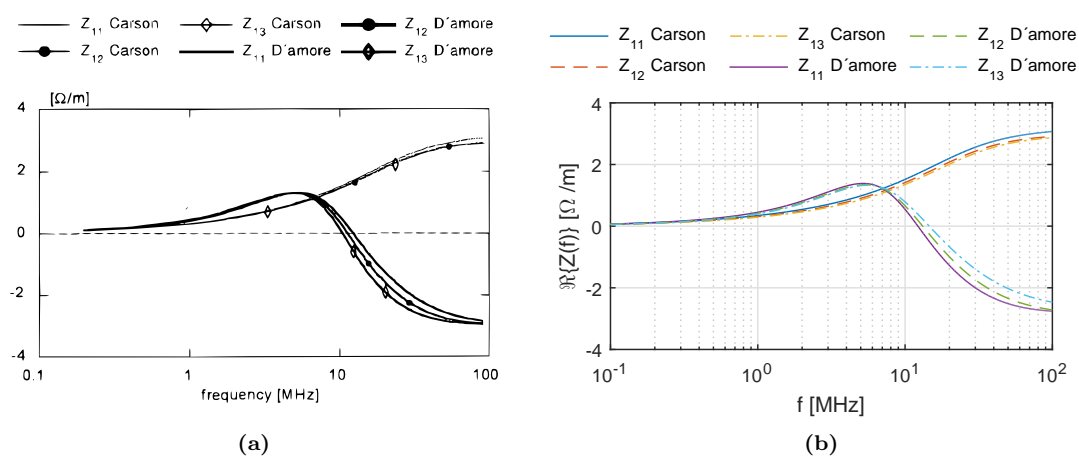 Z11 Carson Z13 Carson Z12 D´amore
Z12 Carson Z11 D´amore Z13 D´amore
[Ω/m]
4
2
0
-2
-4
0.1 1 10 100
frequency [MHz]
(a)
Z11 Carson Z13 Carson Z12 D´amore
Z12 Carson Z11 D´amore Z13 D´amore
ℜ{Z(f)} [Ω /m]
4
2
0
-2
-4
10-1 100 101 102
f [MHz]
(b)